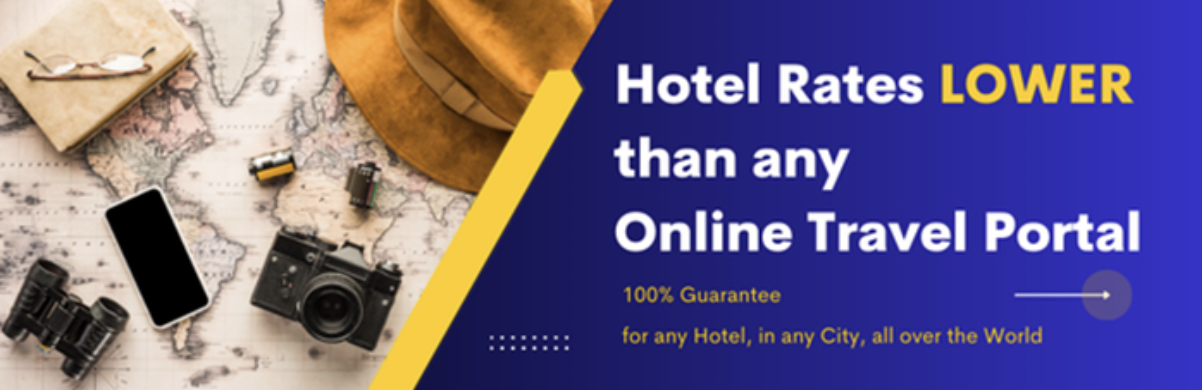 Hotel Rates LOWER
than any
Online Travel Portal
100% Guarantee
for any Hotel, in any City, all over the World